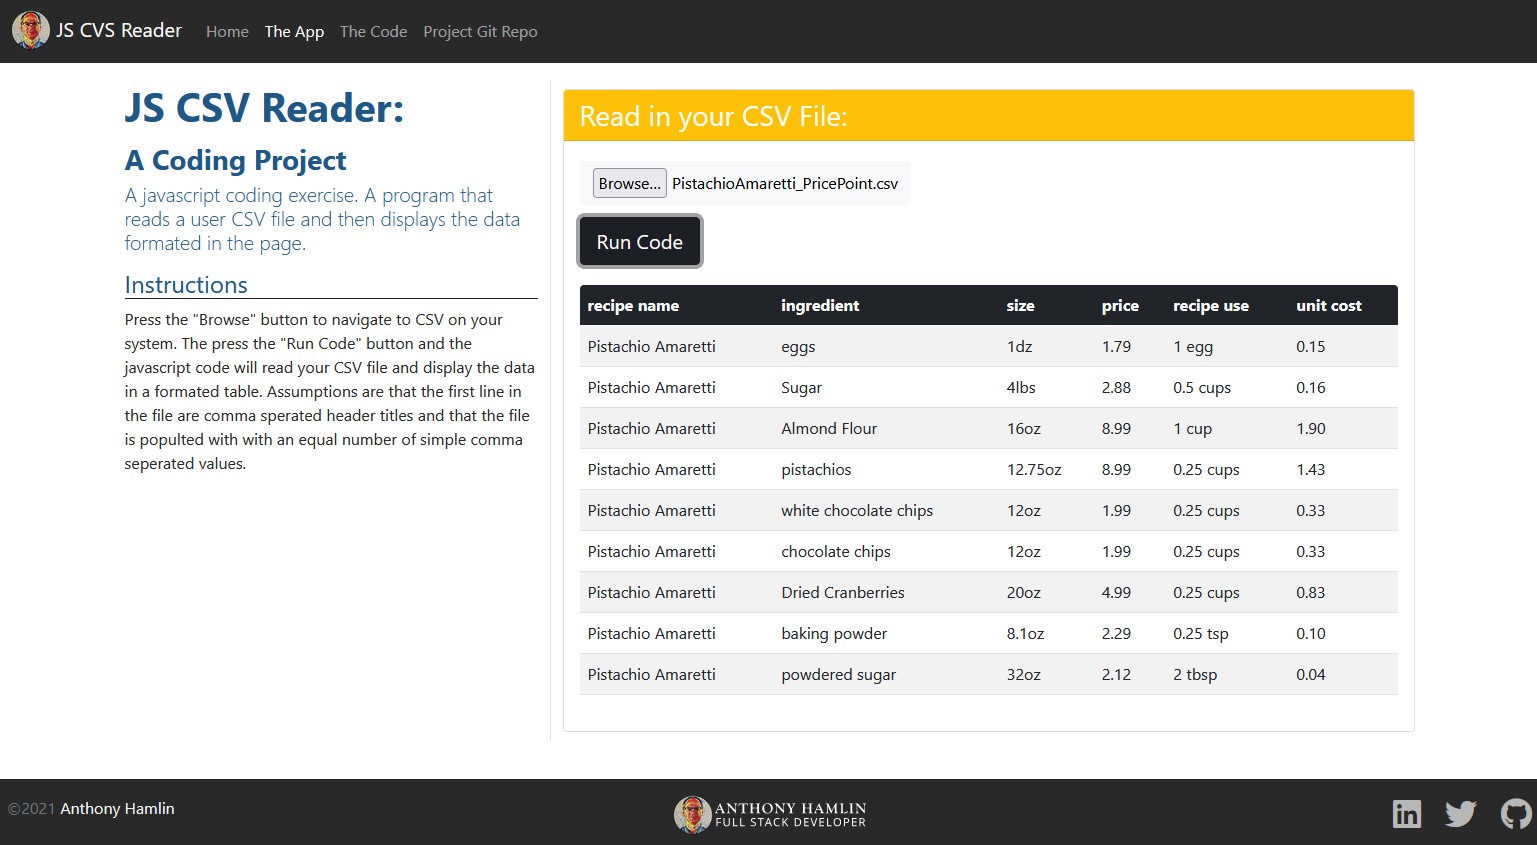 JS CVS Reader Home The App The Code Project Git Repo
JS CSV Reader:
A Coding Project
A javascript coding exercise. A program that
reads a user CSV file and then displays the data
formated in the page.
Instructions
Press the "Browse" button to navigate to CSV on your
system. The press the "Run Code" button and the
javascript code will read your CSV file and display the data
in a formated table. Assumptions are that the first line in
the file are comma sperated header titles and that the file
is populted with with an equal number of simple comma
seperated values.
Read in your CSV File:
Browse... PistachioAmaretti_PricePoint.csv
Run Code
recipe name ingredient size price recipe use unit cost
Pistachio Amaretti eggs 1dz 1.79 1 egg 0.15
Pistachio Amaretti Sugar 4lbs 2.88 0.5 cups 0.16
Pistachio Amaretti Almond Flour 16oz 8.99 1 cup 1.90
Pistachio Amaretti pistachios 12.75oz 8.99 0.25 cups 1.43
Pistachio Amaretti white chocolate chips 12oz 1.99 0.25 cups 0.33
Pistachio Amaretti chocolate chips 12oz 1.99 0.25 cups 0.33
Pistachio Amaretti Dried Cranberries 20oz 4.99 0.25 cups 0.83
Pistachio Amaretti baking powder 8.1oz 2.29 0.25 tsp 0.10
Pistachio Amaretti powdered sugar 32oz 2.12 2 tbsp 0.04
©2021 Anthony Hamlin
ANTHONY HAMLIN
FULL STACK DEVELOPER
in